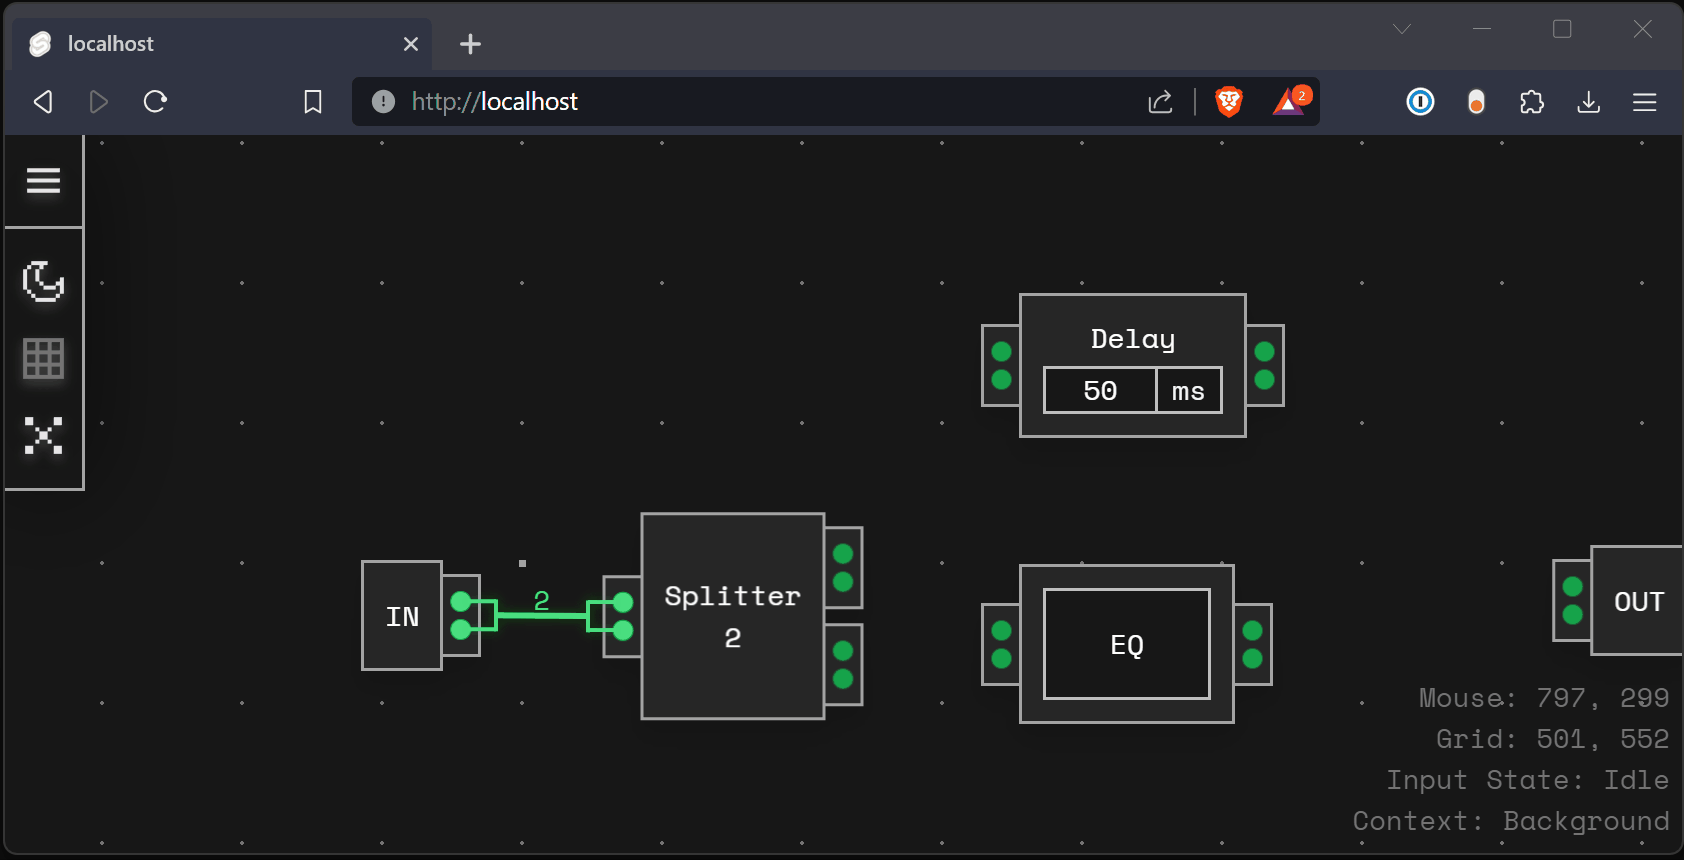 localhost
http://localhost
2
Delay
50 ms
2
IN
Splitter
2
EQ
OUT
Mouse: 797, 299
Grid: 501, 552
Input State: Idle
Context: Background